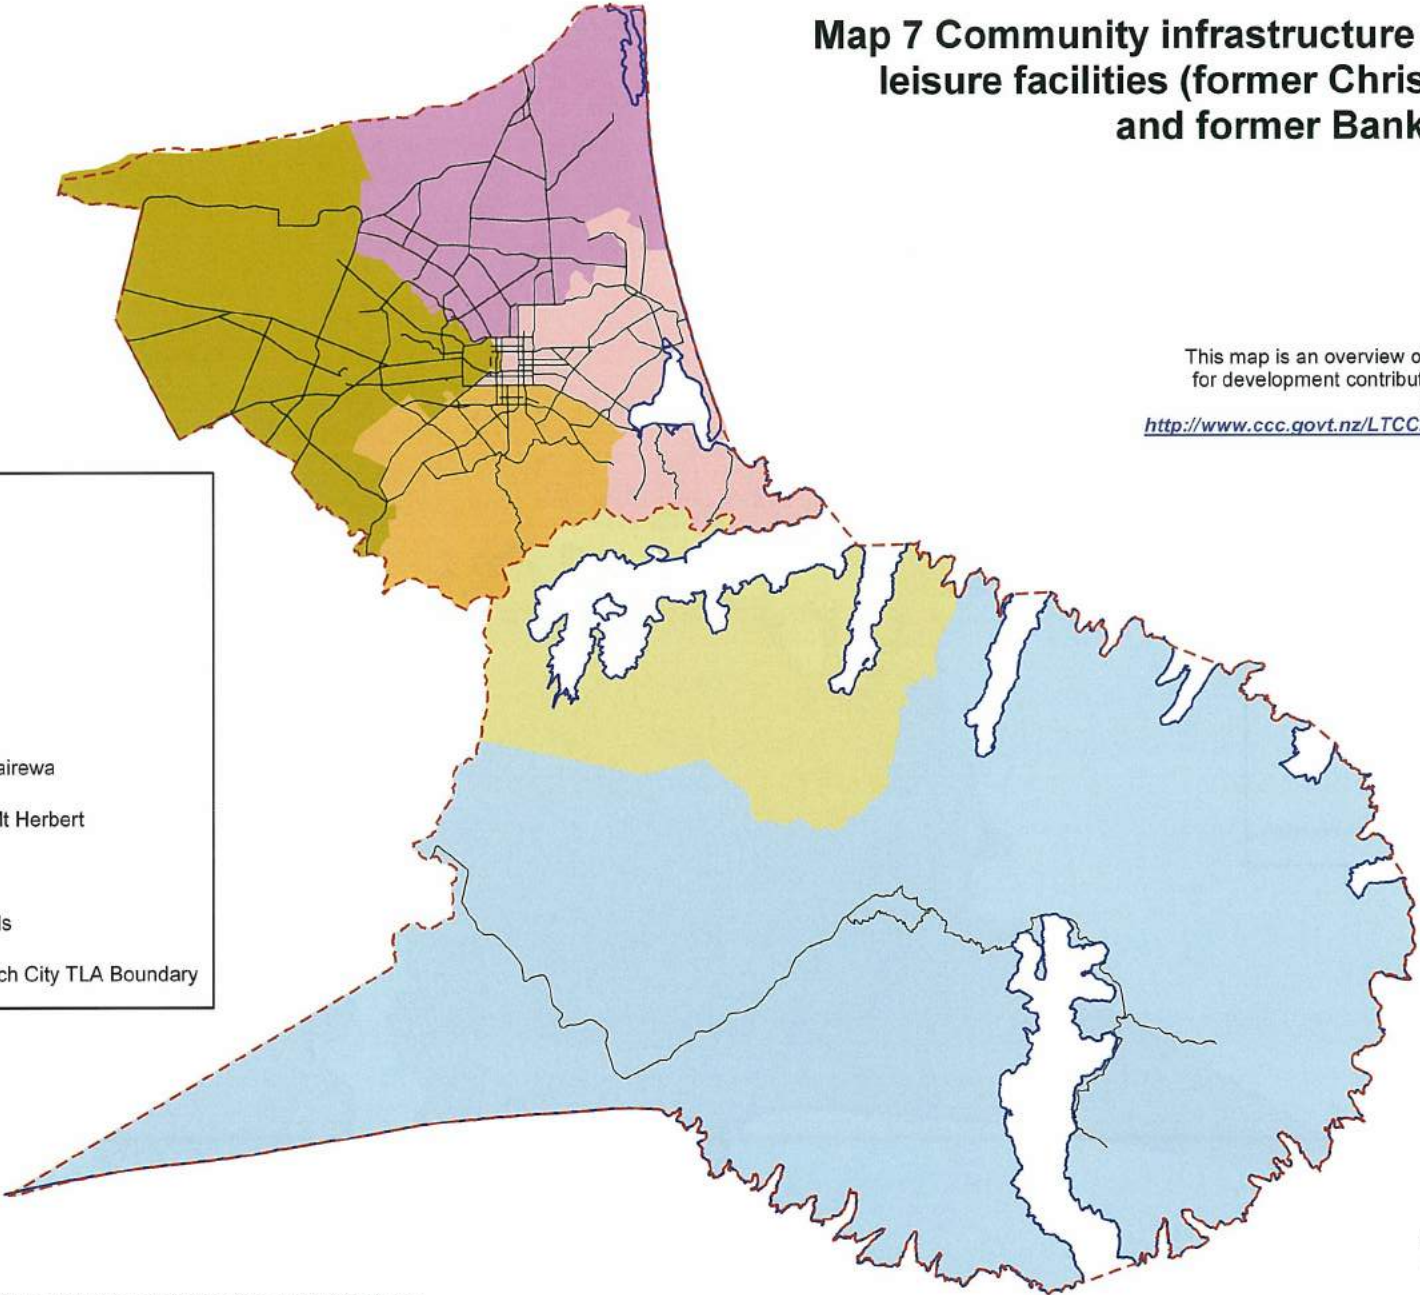 Map 7 Community infrastructure
leisure facilities (former Chris
and former Bank
This map is an overview o
for development contribut
http://www.ccc.govt.nz/LTCC
airewa
t Herbert
ls
ch City TLA Boundary